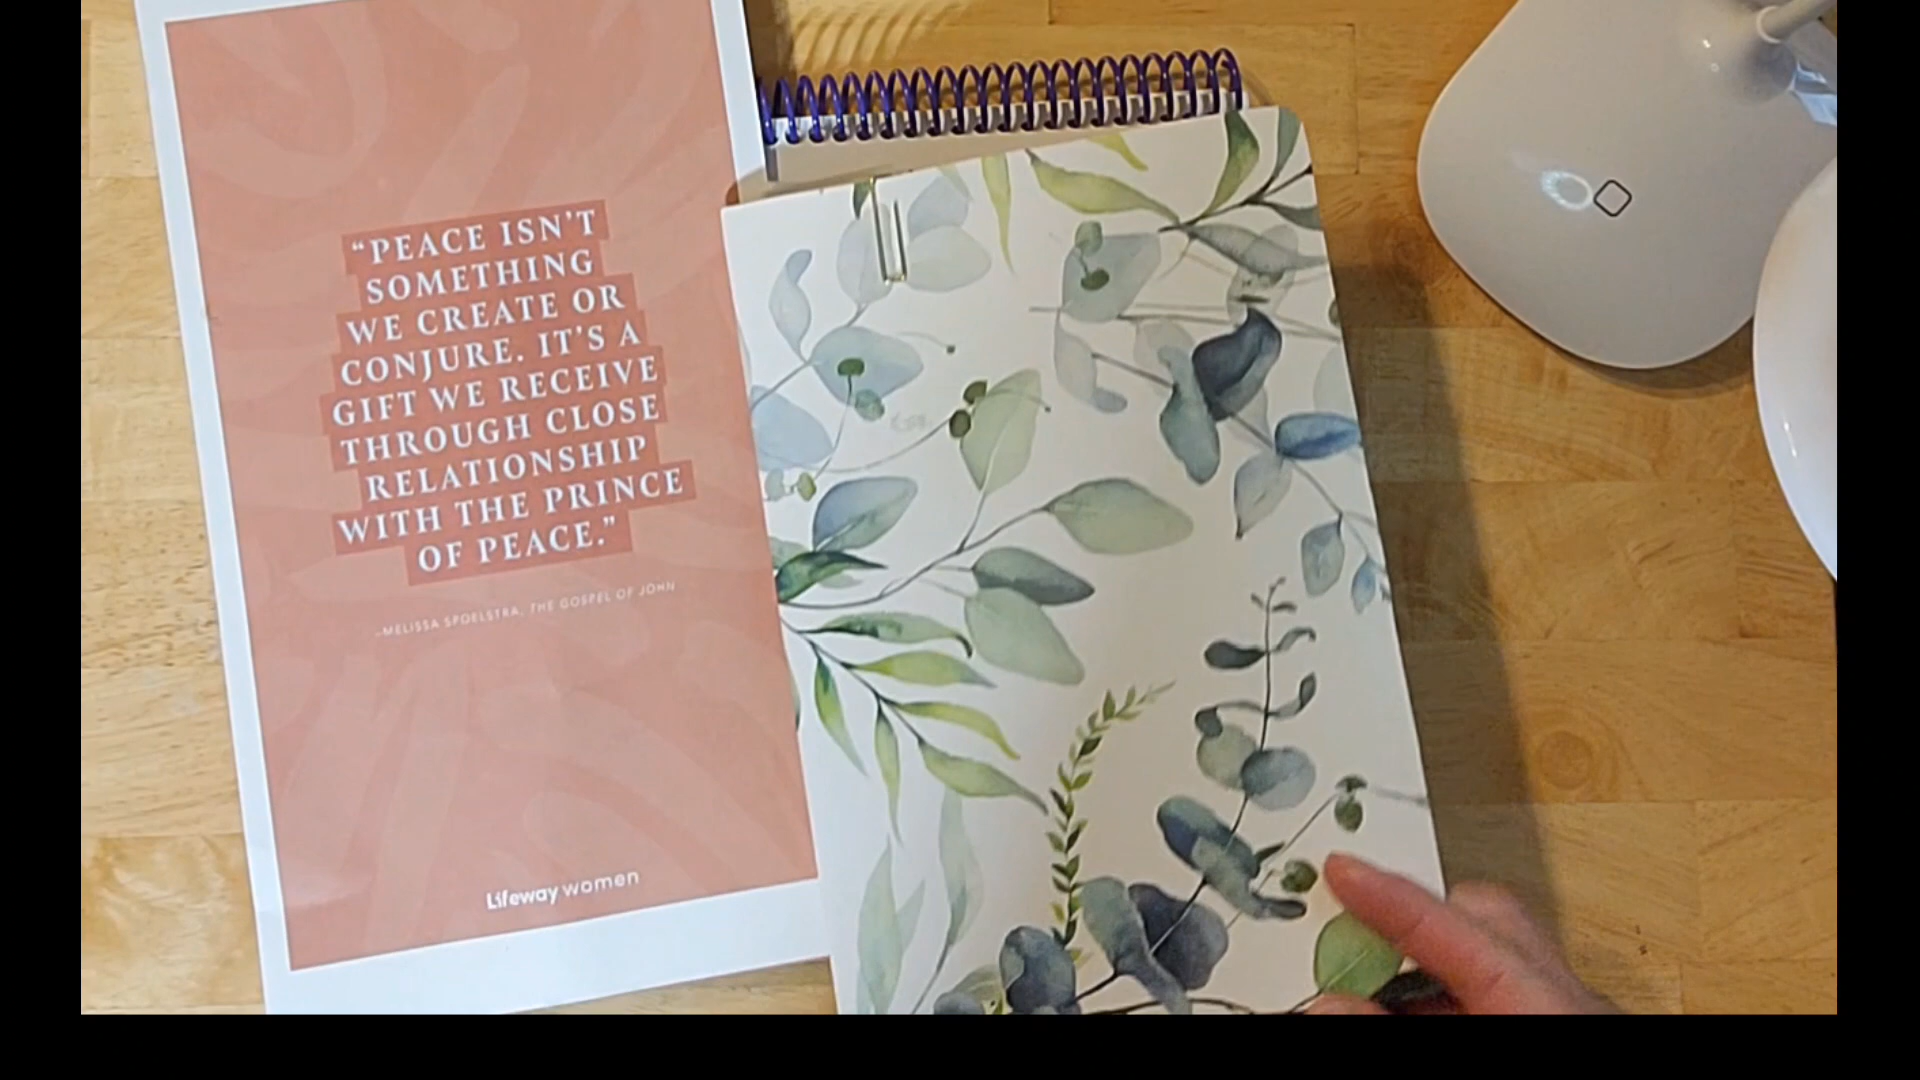 “PEACE ISN’T
SOMETHING
WE CREATE OR
CONJURE. IT’S A
GIFT WE RECEIVE
THROUGH CLOSE
RELATIONSHIP
WITH THE PRINCE
OF PEACE.”
–MELISSA SPOELSTRA, THE GOSPEL OF JOHN
Lifeway women